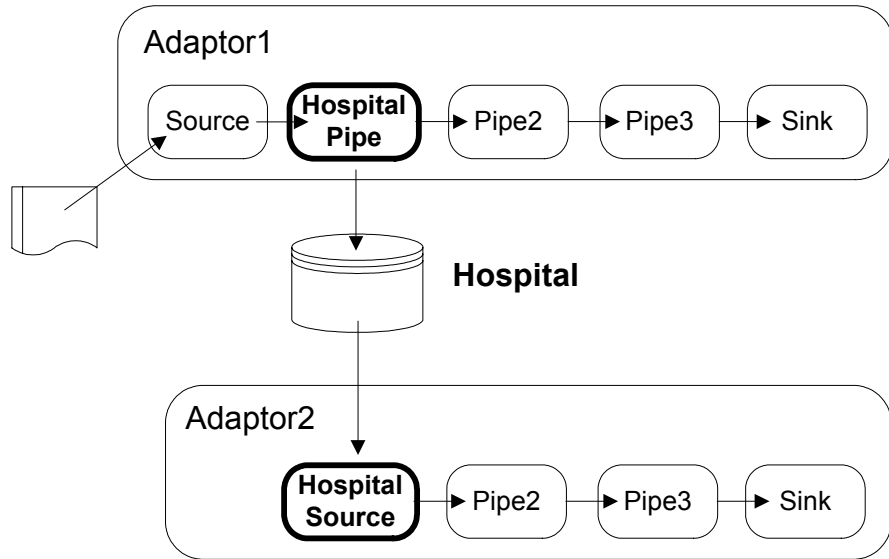 Adaptor1
Source
Hospital
Pipe
Pipe2
Pipe3
Sink
Hospital
Adaptor2
Hospital
Source
Pipe2
Pipe3
Sink